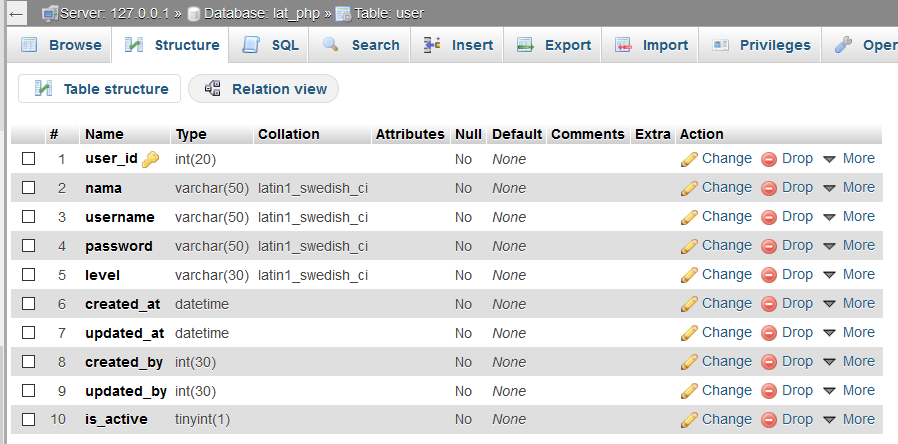 Server: 127.0.0.1 » Database: lat_php » Table: user
Browse Structure SQL Search Insert Export Import Privileges Oper
Table structure Relation view
# Name Type Collation Attributes Null Default Comments Extra Action
1 user_id int(20) No None Change Drop More
2 nama varchar(50) latin1_swedish_ci No None Change Drop More
3 username varchar(50) latin1_swedish_ci No None Change Drop More
4 password varchar(50) latin1_swedish_ci No None Change Drop More
5 level varchar(30) latin1_swedish_ci No None Change Drop More
6 created_at datetime No None Change Drop More
7 updated_at datetime No None Change Drop More
8 created_by int(30) No None Change Drop More
9 updated_by int(30) No None Change Drop More
10 is_active tinyint(1) No None Change Drop More